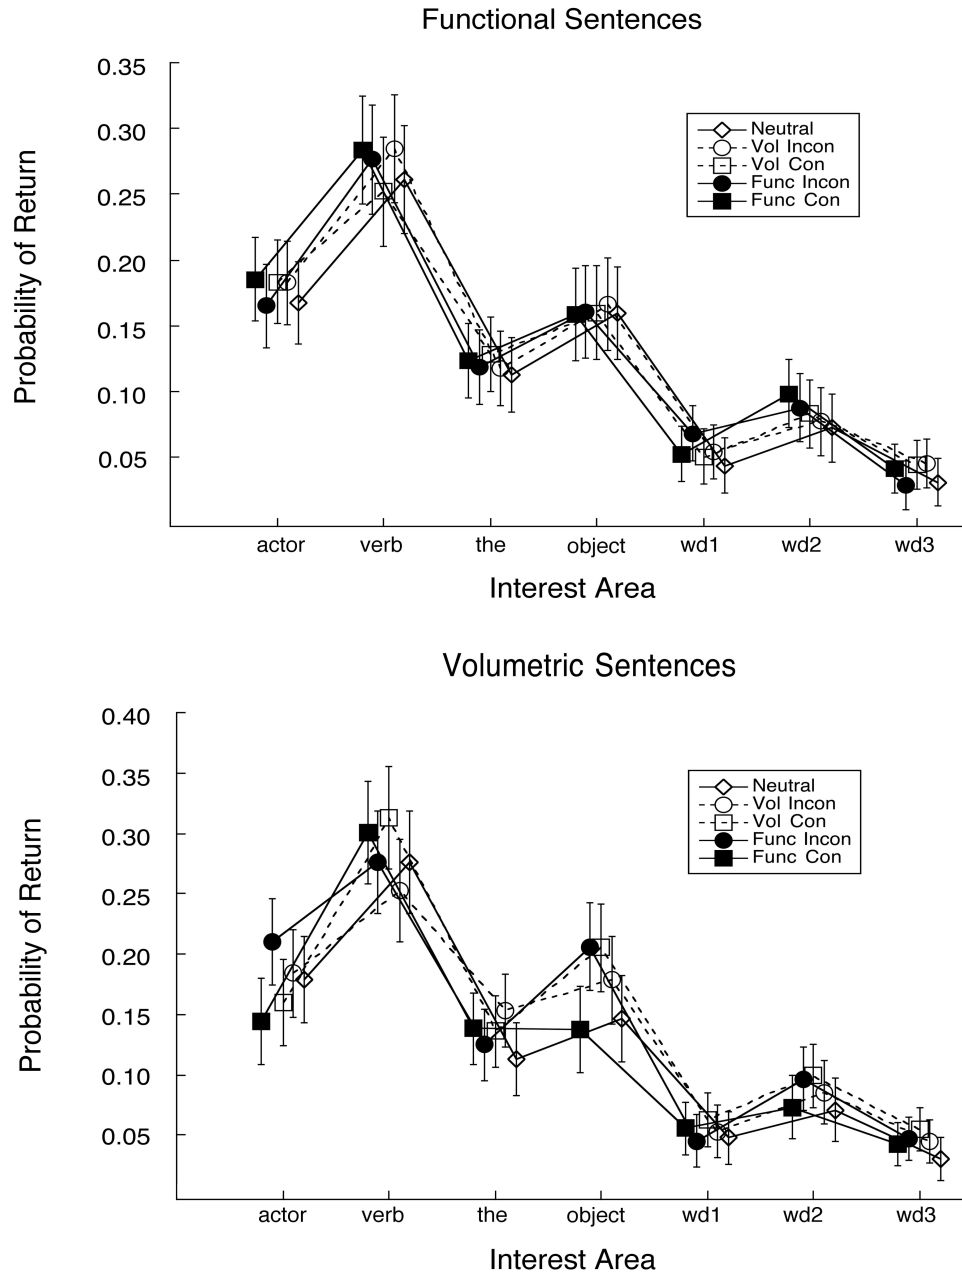 Functional Sentences
Probability of Return
0.35
0.30
0.25
0.20
0.15
0.10
0.05
Neutral
Vol Incon
Vol Con
Func Incon
Func Con
actor verb the object wd1 wd2 wd3
Interest Area
Volumetric Sentences
Probability of Return
0.40
0.35
0.30
0.25
0.20
0.15
0.10
0.05
Neutral
Vol Incon
Vol Con
Func Incon
Func Con
actor verb the object wd1 wd2 wd3
Interest Area